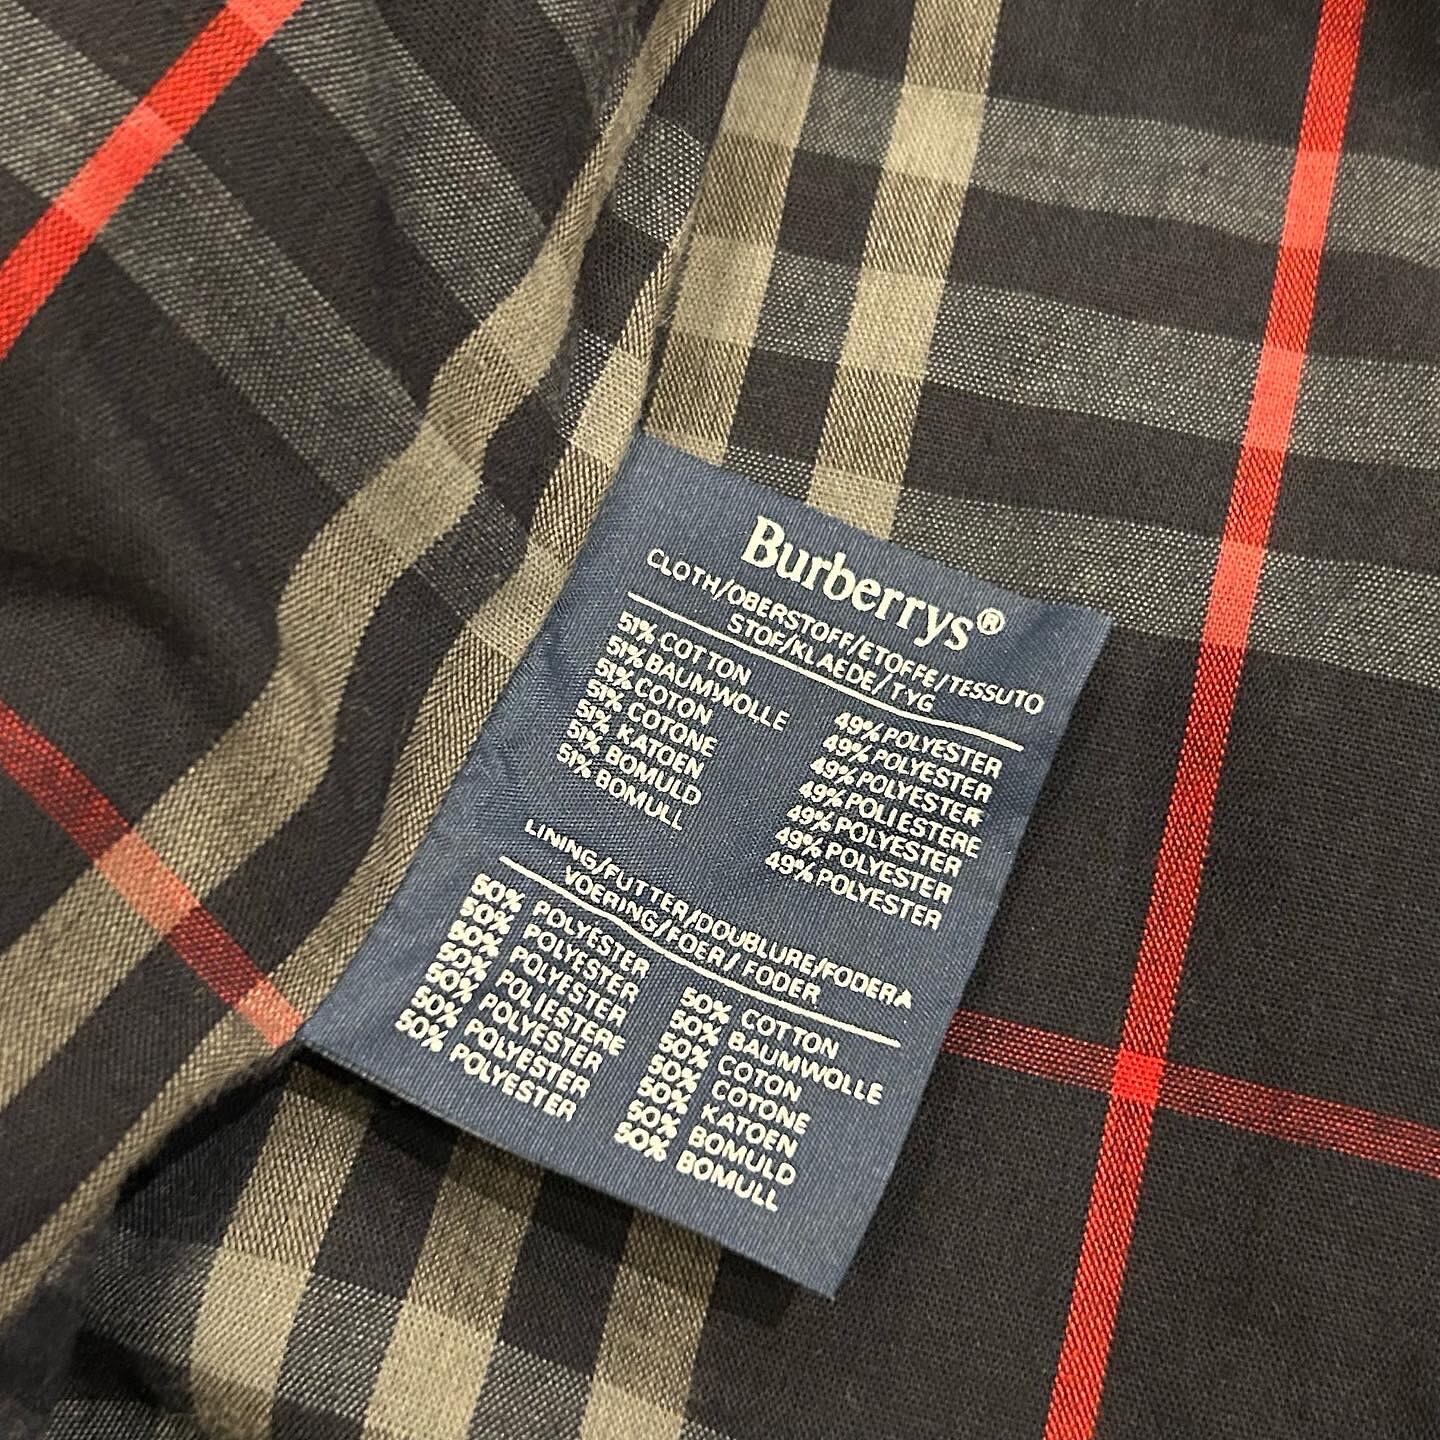 Burberrys®
CLOTH/OBERSTOFF/ETOFFE/TESSUTO
STOF/KLAEDE/TYG
51% COTTON 49% POLYESTER
51% BAUMWOLLE 49% POLYESTER
51% COTON 49% POLYESTER
51% COTONE 49% POLIESTERE
51% KATOEN 49% POLYESTER
51% BOMULD 49% POLYESTER
51% BOMULL 49% POLYESTER
LINING/FUTTER/DOUBLURE/FODERA
VOERING/FOER/FODER
50% POLYESTER 50% COTTON
50% POLYESTER 50% BAUMWOLLE
50% POLYESTER 50% COTON
50% POLIESTERE 50% COTONE
50% POLYESTER 50% KATOEN
50% POLYESTER 50% BOMULD
50% POLYESTER 50% BOMULL